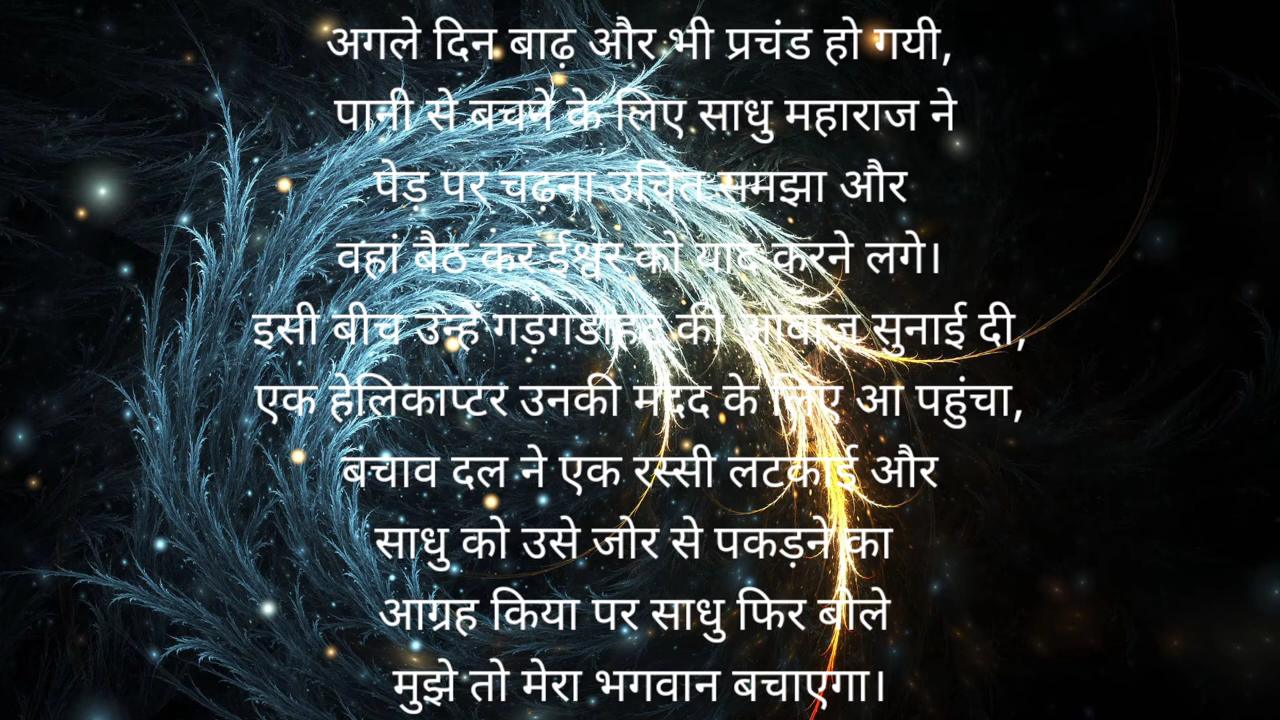 अगले दिन बाढ़ और भी प्रचंड हो गयी,
पानी से बचने के लिए साधु महाराज ने
पेड़ पर चढ़ना उचित समझा और
वहां बैठ कर ईश्वर को याद करने लगे।
इसी बीच उन्हें गड़गडाहट की आवाज़ सुनाई दी,
एक हेलिकाप्टर उनकी मदद के लिए आ पहुंचा,
बचाव दल ने एक रस्सी लटकाई और
साधु को उसे जोर से पकड़ने का
आग्रह किया पर साधु फिर बोले
मुझे तो मेरा भगवान बचाएगा।